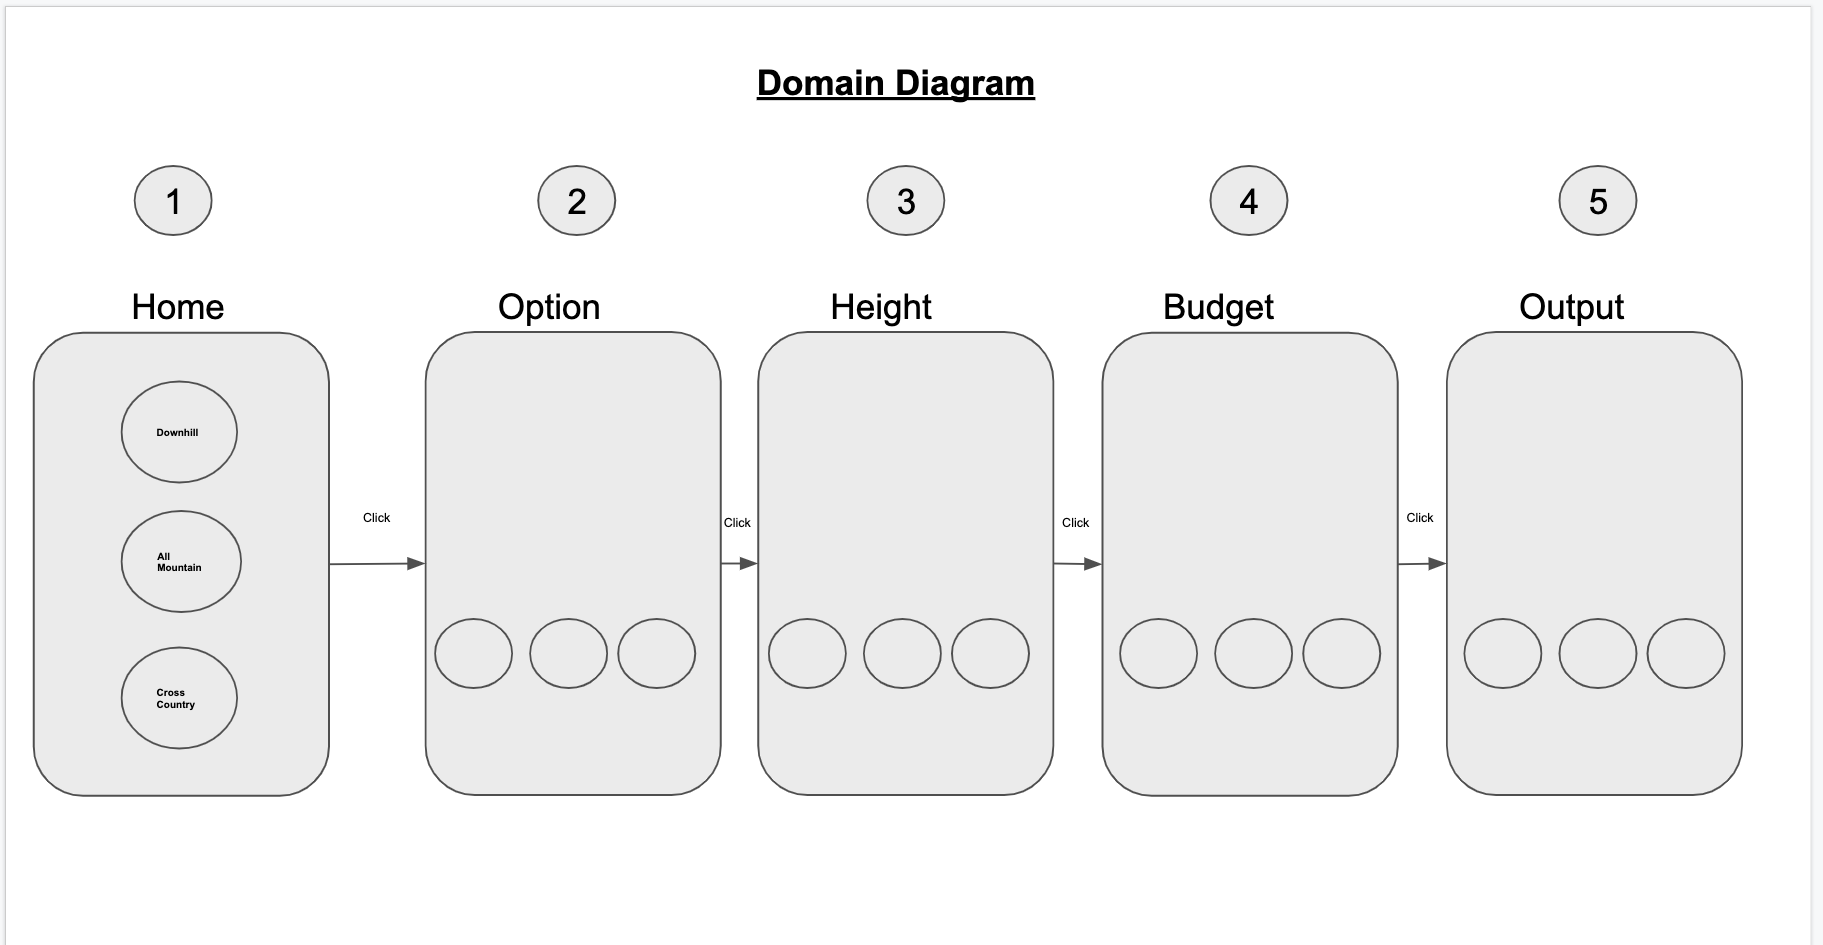 Domain Diagram
1
2
3
4
5
Home
Option
Height
Budget
Output
Downhill
All
Mountain
Cross
Country
Click
Click
Click
Click